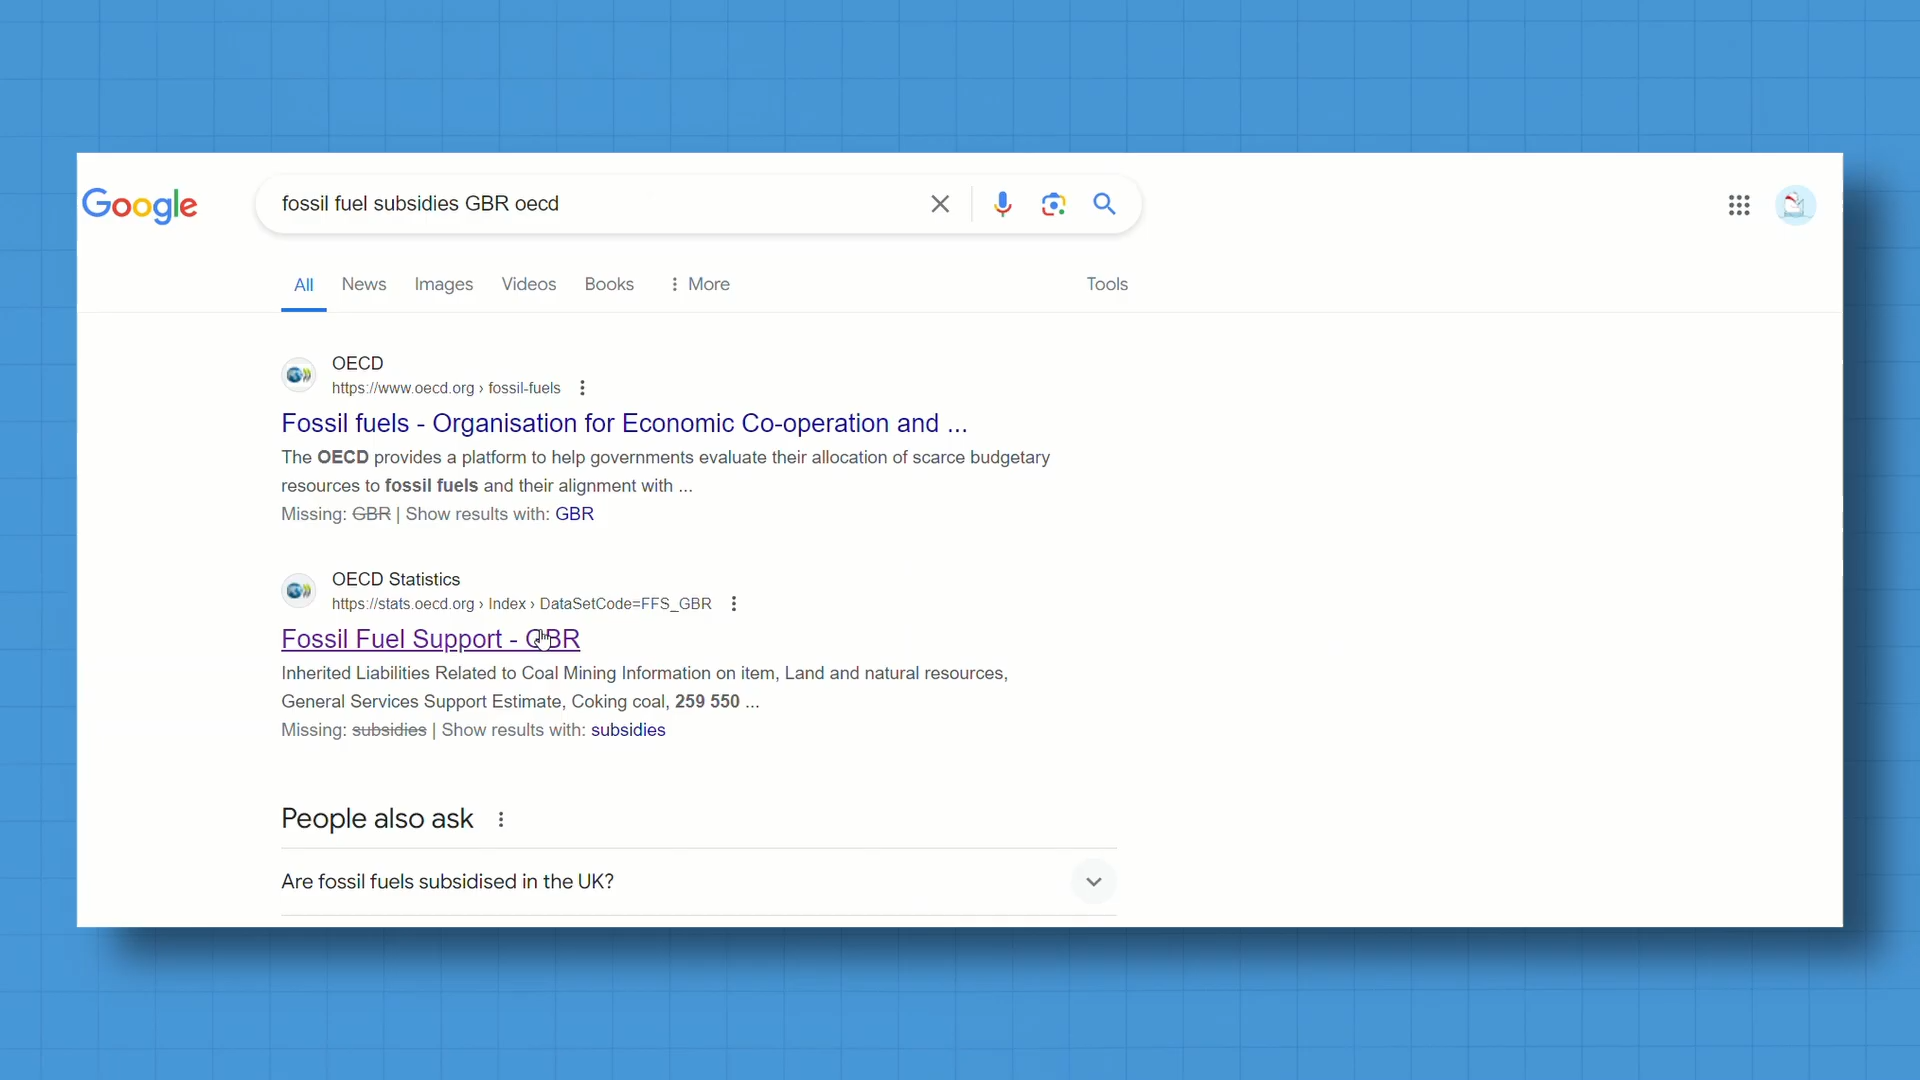 Google
fossil fuel subsidies GBR oecd
All News Images Videos Books More Tools
OECD
https://www.oecd.org › fossil-fuels
Fossil fuels - Organisation for Economic Co-operation and ...
The OECD provides a platform to help governments evaluate their allocation of scarce budgetary
resources to fossil fuels and their alignment with ...
Missing: GBR | Show results with: GBR
OECD Statistics
https://stats.oecd.org › Index › DataSetCode=FFS_GBR
Fossil Fuel Support - GBR
Inherited Liabilities Related to Coal Mining Information on item, Land and natural resources,
General Services Support Estimate, Coking coal, 259 550 ...
Missing: subsidies | Show results with: subsidies
People also ask
Are fossil fuels subsidised in the UK?